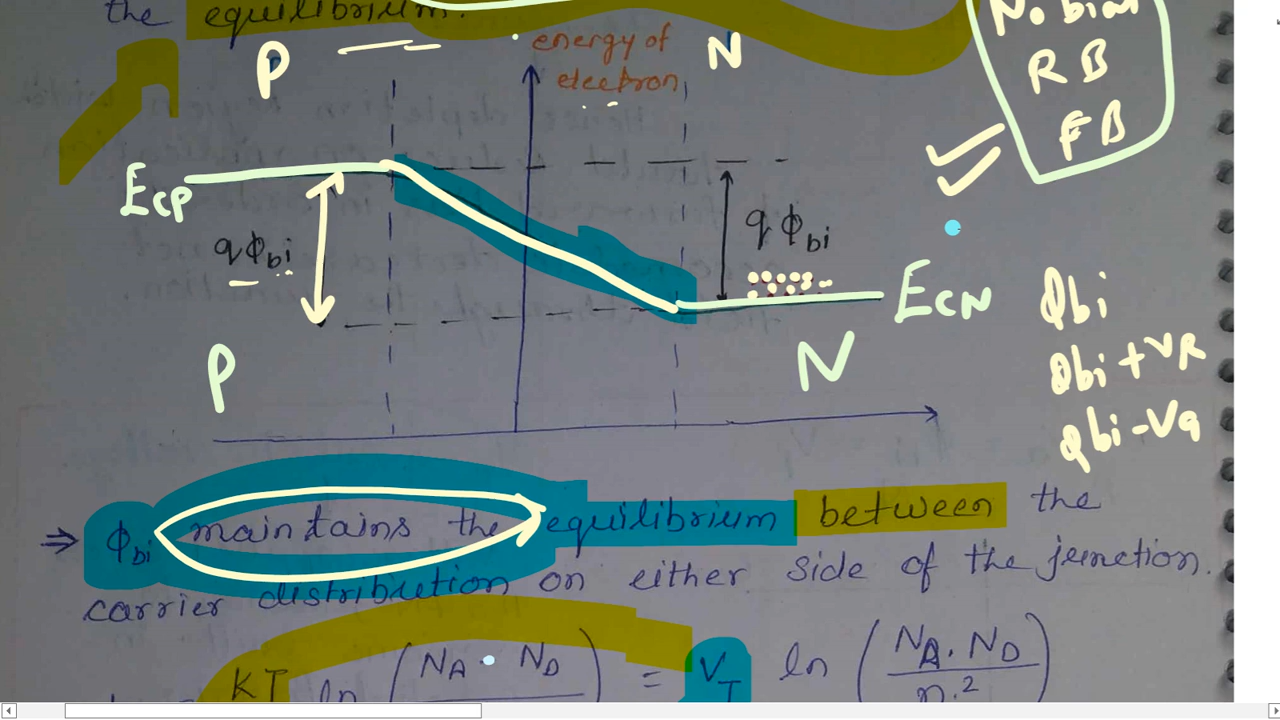 the equilibrium.
No bias
P
energy of
electron
N
RB
FB
Ecp
qϕbi
qϕbi
EcN
P
N
ϕbi
ϕbi + VR
ϕbi - Va
⇒ ϕbi maintains the equilibrium between the
carrier distribution on either side of the junction.
KT ln ( NA . ND ) = VT ln ( NA . ND / ni² )